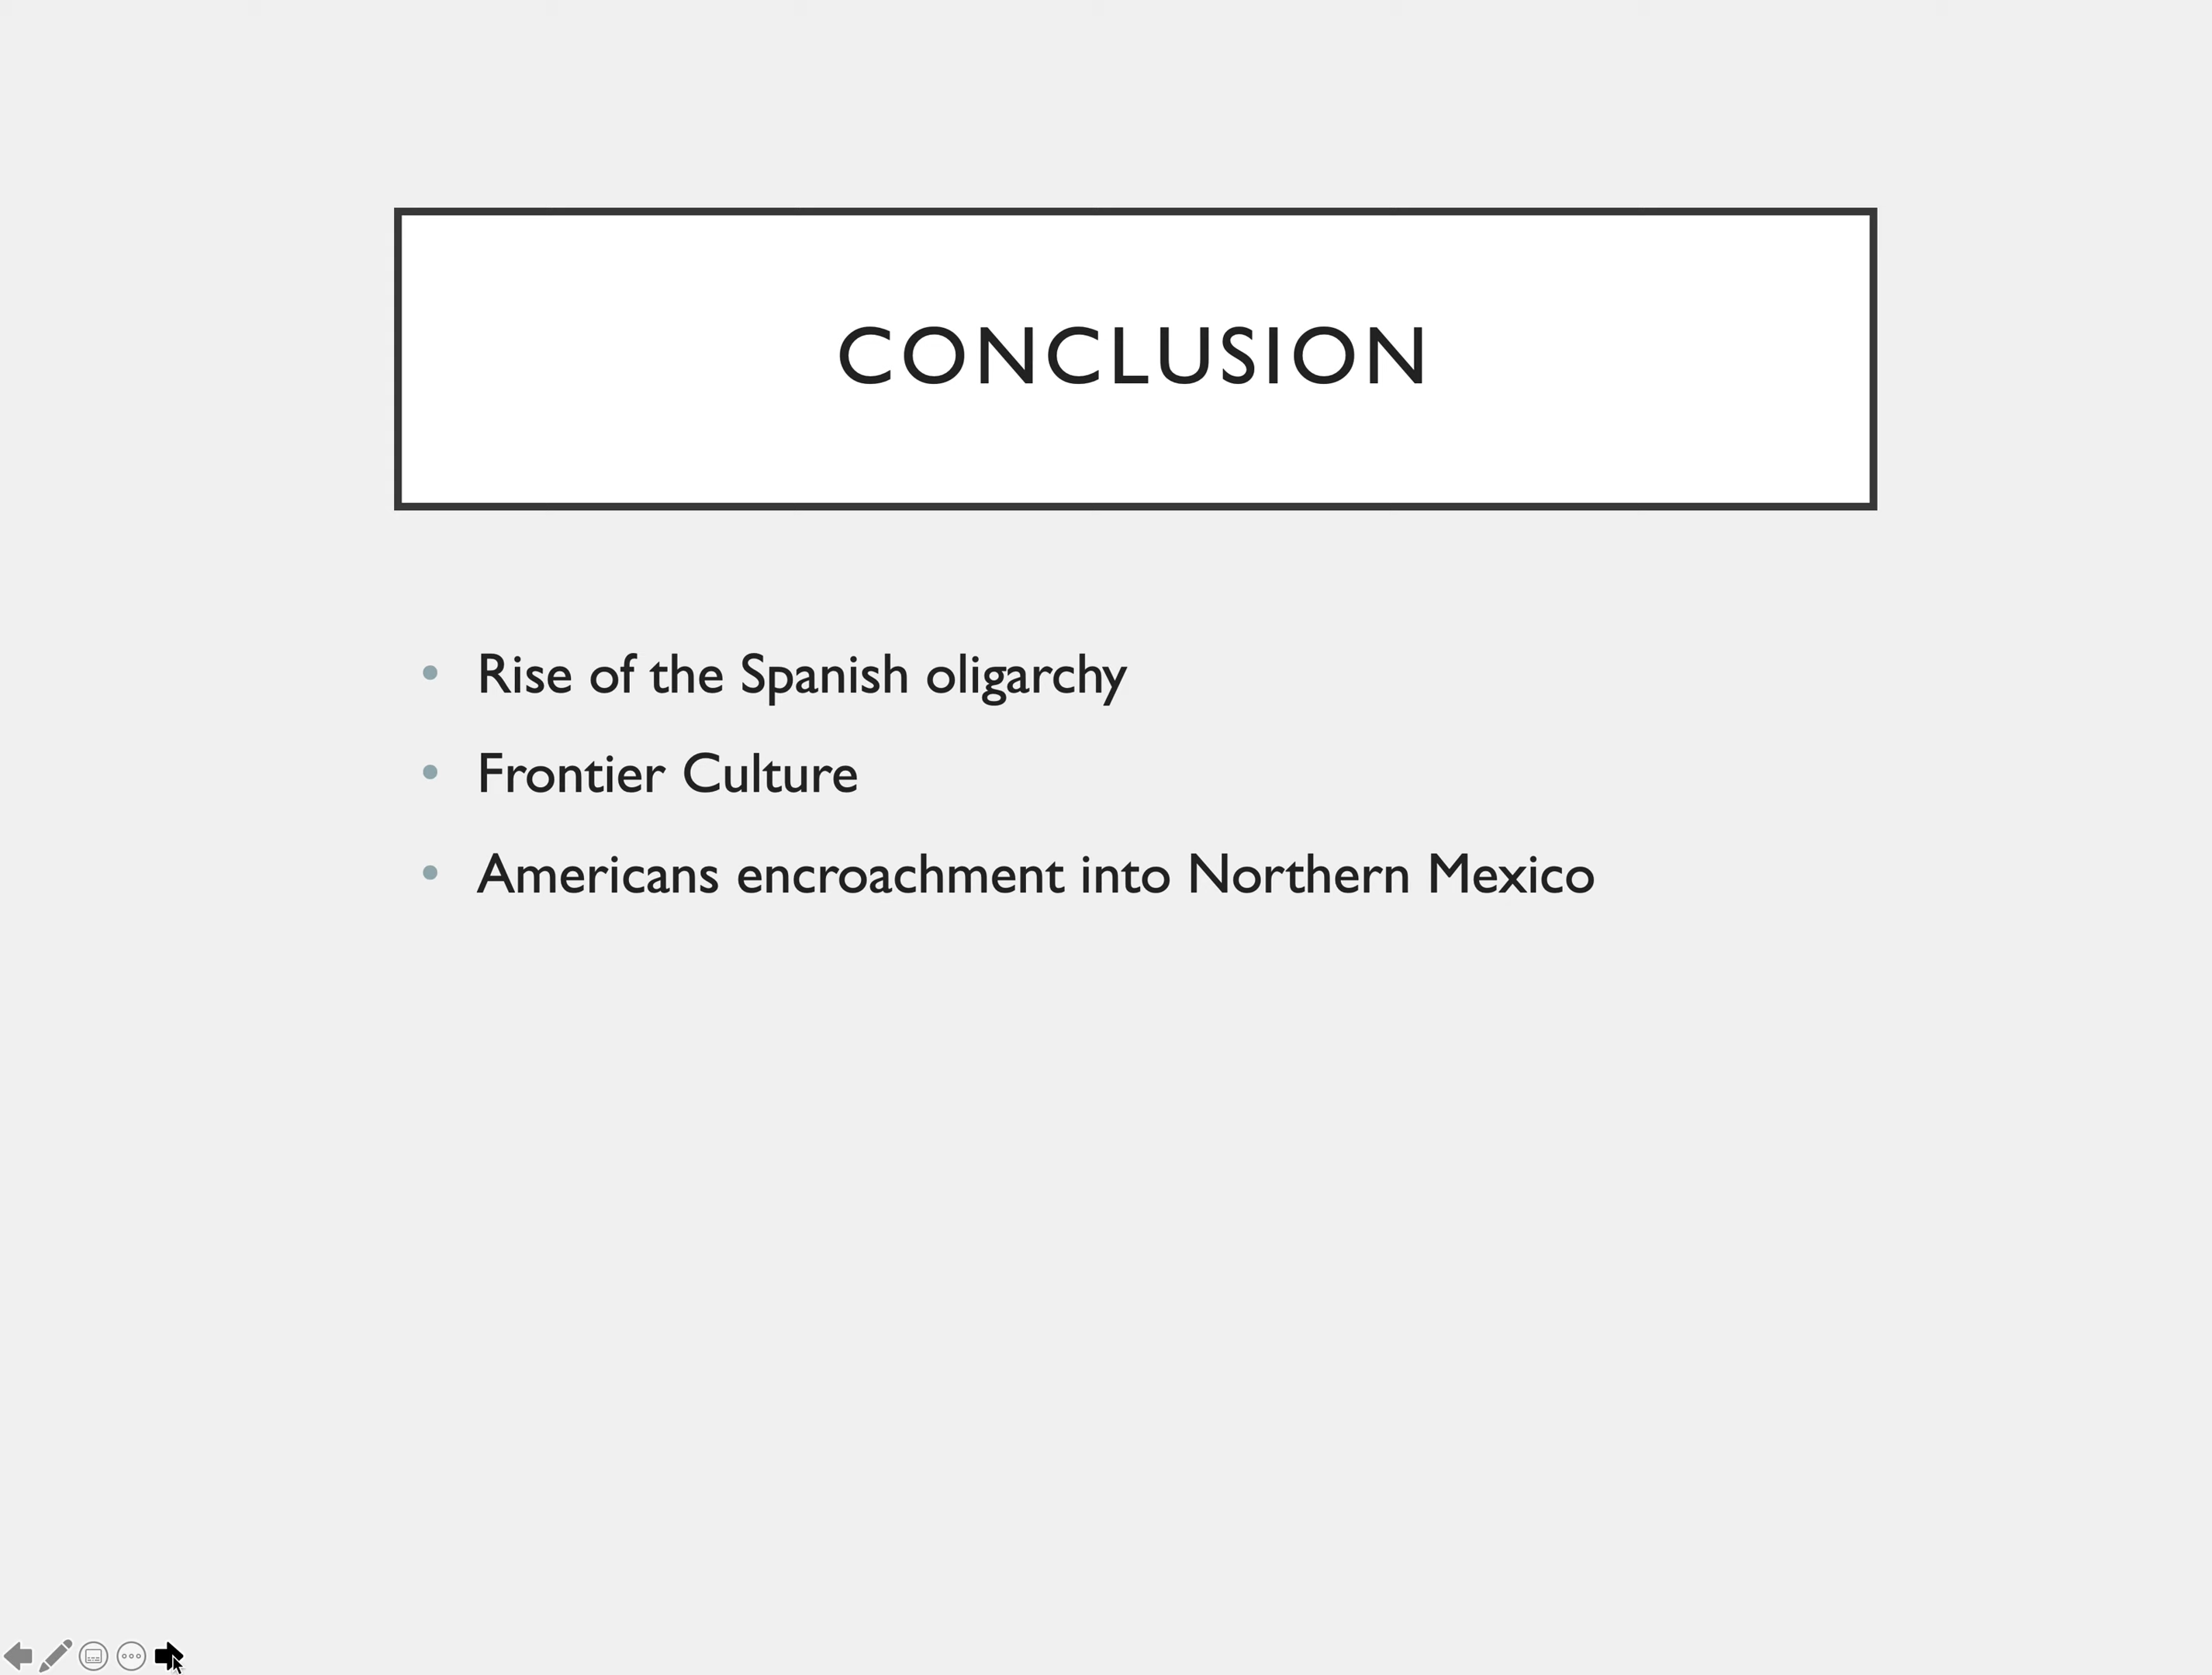 CONCLUSION
Rise of the Spanish oligarchy
Frontier Culture
Americans encroachment into Northern Mexico